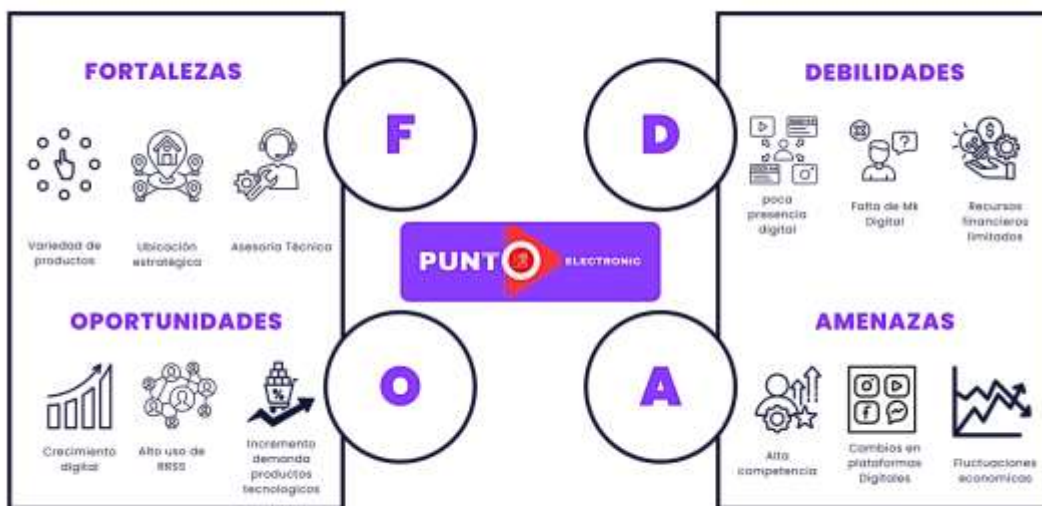 FORTALEZAS
Variedad de
productos
Ubicación
estratégica
Asesoría Técnica
F
OPORTUNIDADES
Crecimiento
digital
Alto uso de
RRSS
Incremento
demanda
productos
tecnologicos
O
PUNTO ELECTRONIC
D
DEBILIDADES
poca
presencia
digital
Falta de Mk
Digital
Recursos
financieros
limitados
A
AMENAZAS
Alta
competencia
Cambios en
plataformas
Digitales
Fluctuaciones
economicas